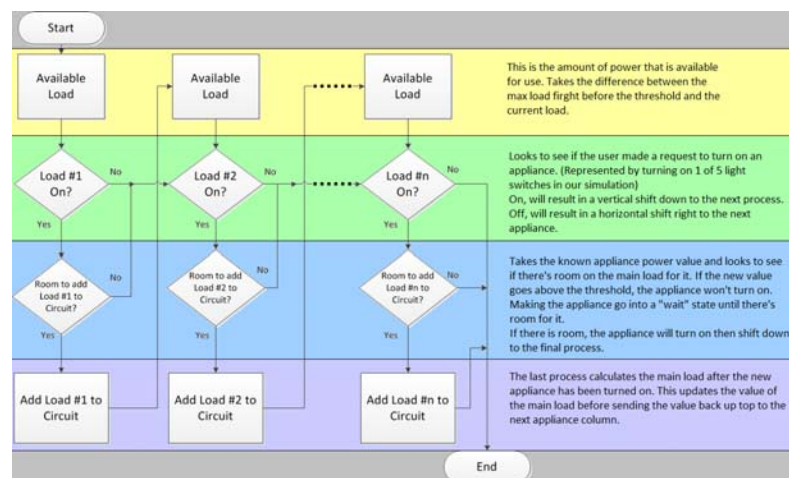 Start
Available
Load
Available
Load
Available
Load
This is the amount of power that is available
for use. Takes the difference between the
max load firght before the threshold and the
current load.
Load #1
On?
No
Yes
Load #2
On?
No
Yes
Load #n
On?
No
Yes
Looks to see if the user made a request to turn on an
appliance. (Represented by turning on 1 of 5 light
switches in our simulation)
On, will result in a vertical shift down to the next process.
Off, will result in a horizontal shift right to the next
appliance.
Room to add
Load #1 to
Circuit?
No
Yes
Room to add
Load #2 to
Circuit?
No
Yes
Room to add
Load #n to
Circuit?
No
Yes
Takes the known appliance power value and looks to see
if there's room on the main load for it. If the new value
goes above the threshold, the appliance won't turn on.
Making the appliance go into a "wait" state until there's
room for it.
If there is room, the appliance will turn on then shift down
to the final process.
Add Load #1 to
Circuit
Add Load #2 to
Circuit
Add Load #n to
Circuit
The last process calculates the main load after the new
appliance has been turned on. This updates the value of
the main load before sending the value back up top to the
next appliance column.
End